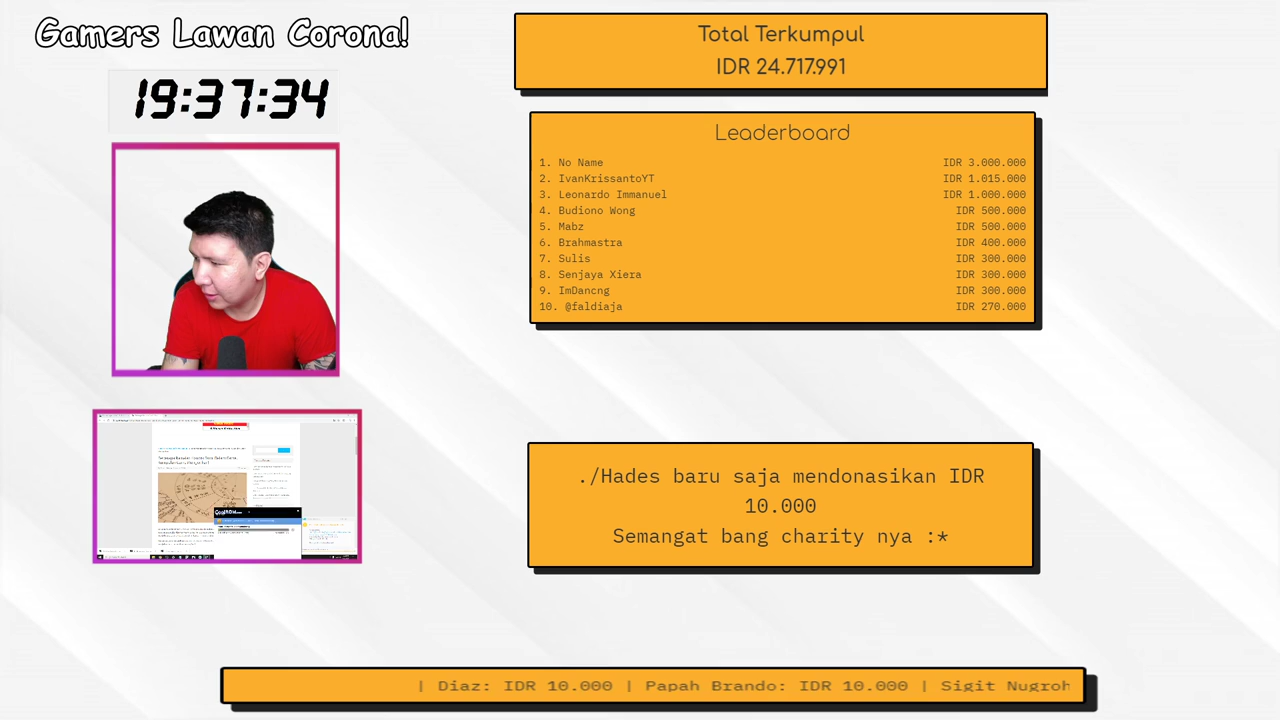 Gamers Lawan Corona!
19:37:34
Total Terkumpul
IDR 24.717.991
Leaderboard
1. No Name IDR 3.000.000
2. IvanKrissantoYT IDR 1.015.000
3. Leonardo Immanuel IDR 1.000.000
4. Budiono Wong IDR 500.000
5. Mabz IDR 500.000
6. Brahmastra IDR 400.000
7. Sulis IDR 300.000
8. Senjaya Xiera IDR 300.000
9. ImDancng IDR 300.000
10. @faldiaja IDR 270.000
./Hades baru saja mendonasikan IDR
10.000
Semangat bang charity nya :*
| Diaz: IDR 10.000 | Papah Brando: IDR 10.000 | Sigit Nugroh